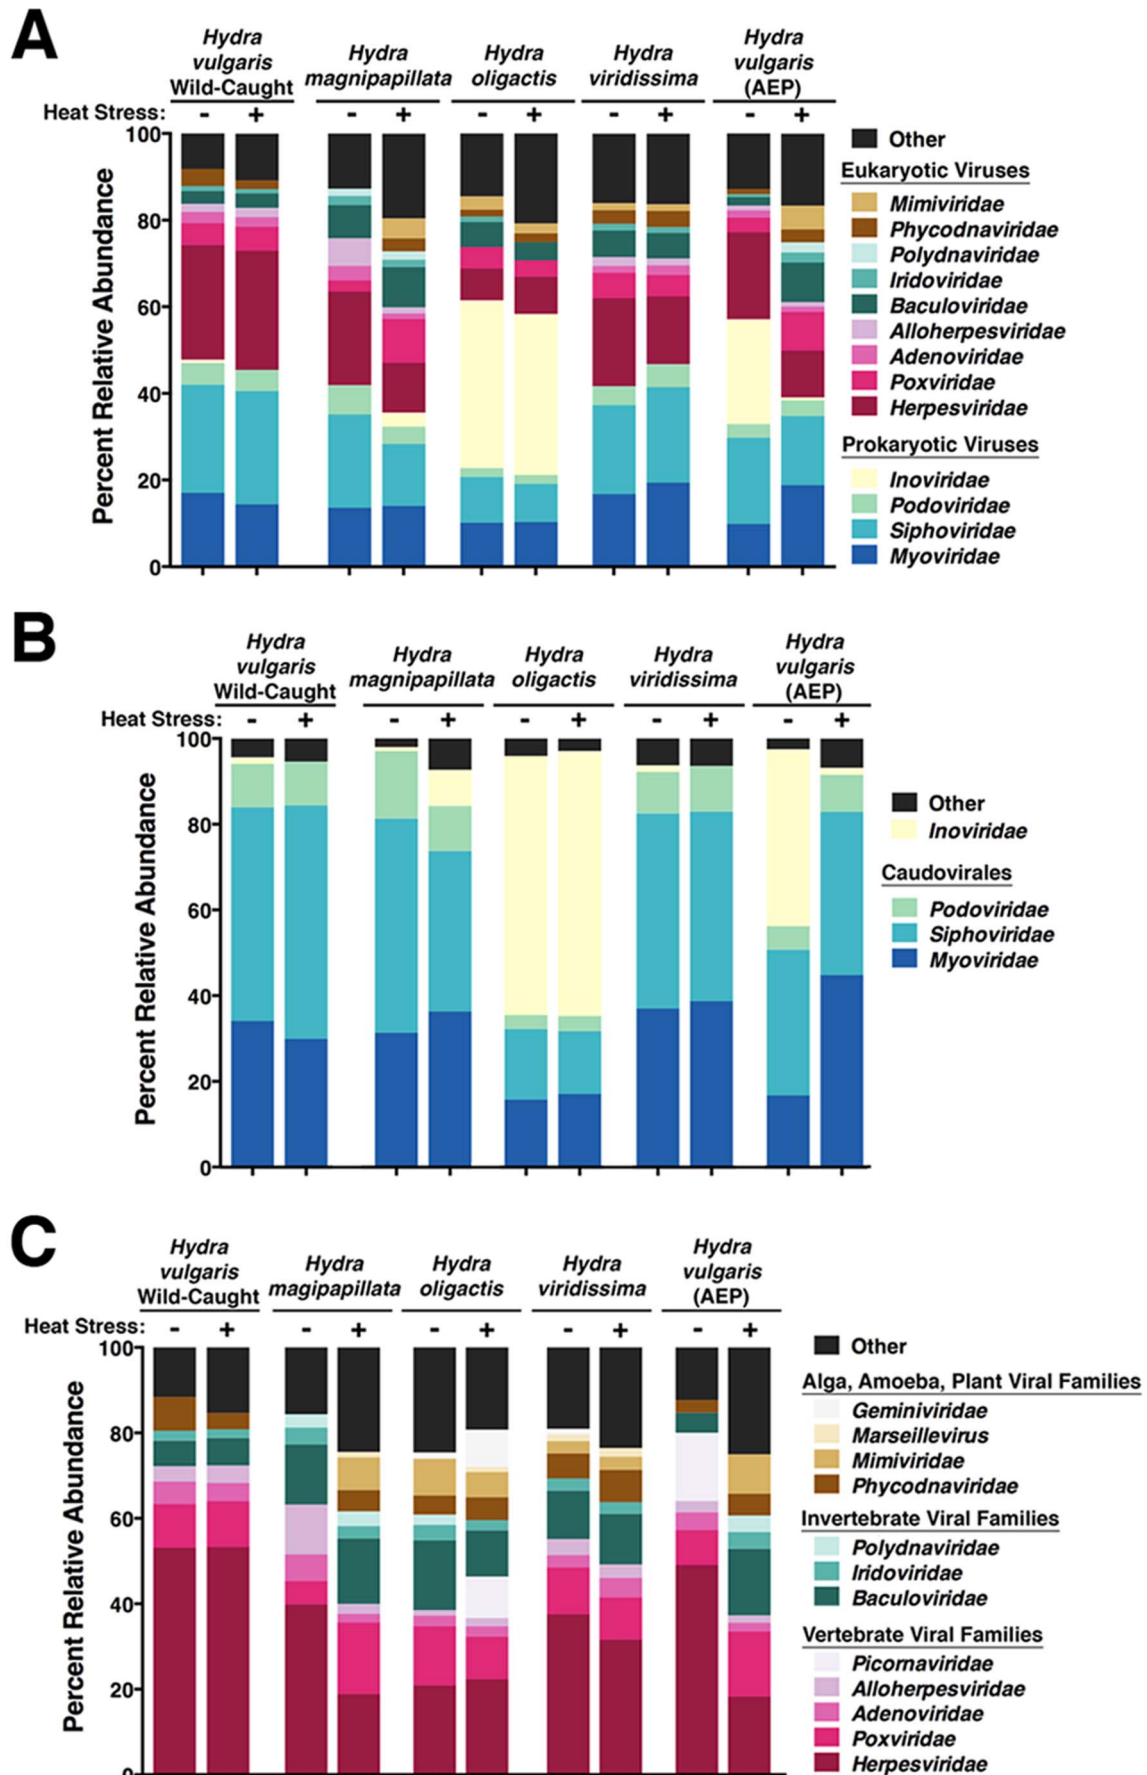 A
Hydra vulgaris Wild-Caught
Hydra magnipapillata
Hydra oligactis
Hydra viridissima
Hydra vulgaris (AEP)
Heat Stress: - + - + - + - + - +
Percent Relative Abundance
100
80
60
40
20
0
Other
Eukaryotic Viruses
Mimiviridae
Phycodnaviridae
Polydnaviridae
Iridoviridae
Baculoviridae
Alloherpesviridae
Adenoviridae
Poxviridae
Herpesviridae
Prokaryotic Viruses
Inoviridae
Podoviridae
Siphoviridae
Myoviridae
B
Hydra vulgaris Wild-Caught
Hydra magnipapillata
Hydra oligactis
Hydra viridissima
Hydra vulgaris (AEP)
Heat Stress: - + - + - + - + - +
Percent Relative Abundance
100
80
60
40
20
0
Other
Inoviridae
Caudovirales
Podoviridae
Siphoviridae
Myoviridae
C
Hydra vulgaris Wild-Caught
Hydra magipapillata
Hydra oligactis
Hydra viridissima
Hydra vulgaris (AEP)
Heat Stress: - + - + - + - + - +
Percent Relative Abundance
100
80
60
40
20
0
Other
Alga, Amoeba, Plant Viral Families
Geminiviridae
Marseillevirus
Mimiviridae
Phycodnaviridae
Invertebrate Viral Families
Polydnaviridae
Iridoviridae
Baculoviridae
Vertebrate Viral Families
Picornaviridae
Alloherpesviridae
Adenoviridae
Poxviridae
Herpesviridae